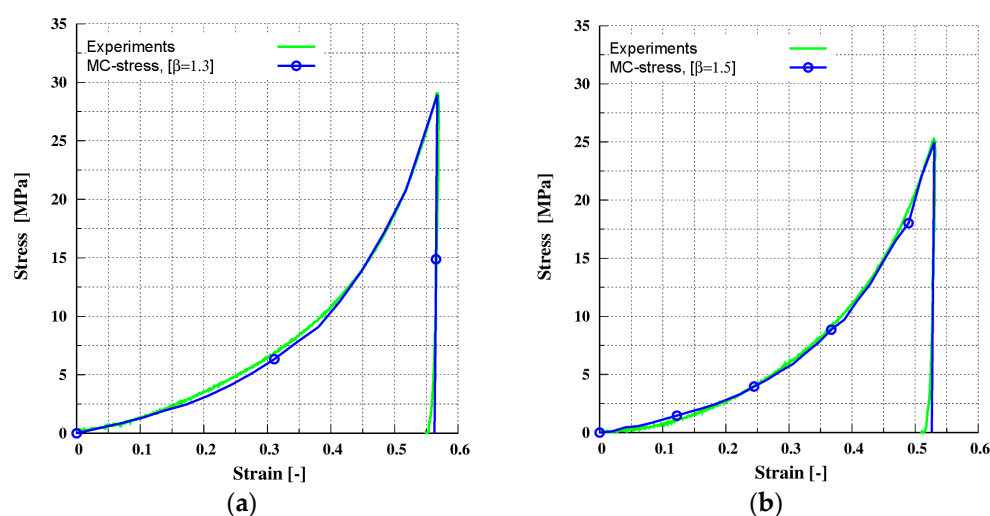 35
30
25
20
15
10
5
0
Stress [MPa]
Experiments
MC-stress, [β=1.3]
0 0.1 0.2 0.3 0.4 0.5 0.6
Strain [-]
(a)
35
30
25
20
15
10
5
0
Stress [MPa]
Experiments
MC-stress, [β=1.5]
0 0.1 0.2 0.3 0.4 0.5 0.6
Strain [-]
(b)